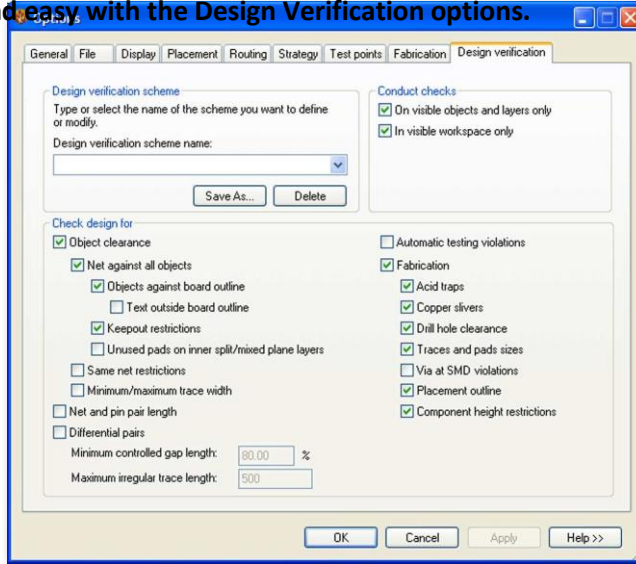 d easy with the Design Verification options.
Options
General File Display Placement Routing Strategy Test points Fabrication Design verification
Design verification scheme
Type or select the name of the scheme you want to define
or modify.
Design verification scheme name:
Save As... Delete
Conduct checks
On visible objects and layers only
In visible workspace only
Check design for
Object clearance
Net against all objects
Objects against board outline
Text outside board outline
Keepout restrictions
Unused pads on inner split/mixed plane layers
Same net restrictions
Minimum/maximum trace width
Net and pin pair length
Differential pairs
Minimum controlled gap length: 80.00 %
Maximum irregular trace length: 500
Automatic testing violations
Fabrication
Acid traps
Copper slivers
Drill hole clearance
Traces and pads sizes
Via at SMD violations
Placement outline
Component height restrictions
OK Cancel Apply Help >>